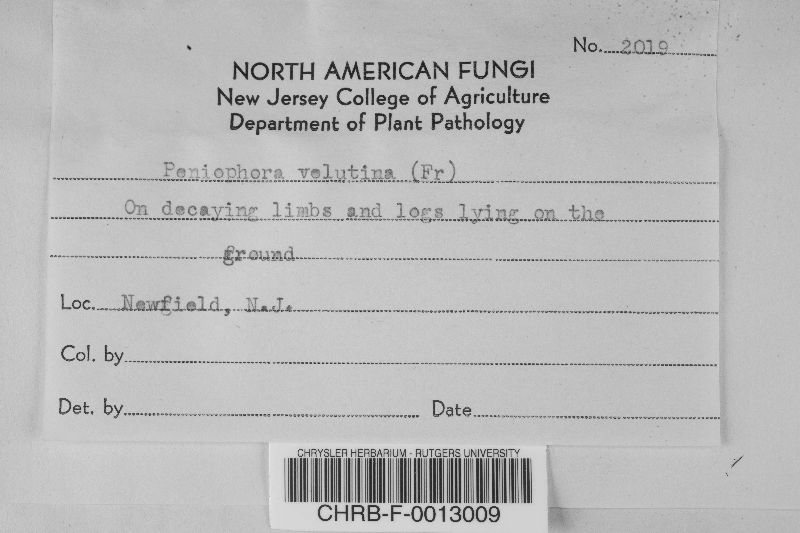 No. 2019
NORTH AMERICAN FUNGI
New Jersey College of Agriculture
Department of Plant Pathology
Peniophora velutina (Fr)
On decaying limbs and logs lying on the
ground
Loc. Newfield, N.J.
Col. by
Det. by Date
CHRYSLER HERBARIUM - RUTGERS UNIVERSITY
CHRB-F-0013009